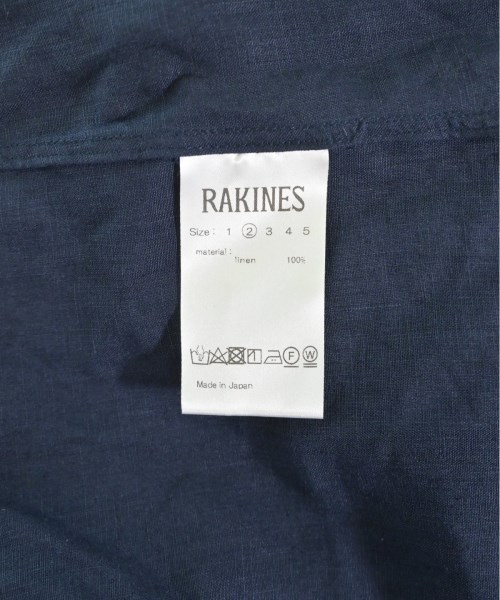 RAKINES
Size: 1 2 3 4 5
material:
linen 100%
F W
Made in Japan